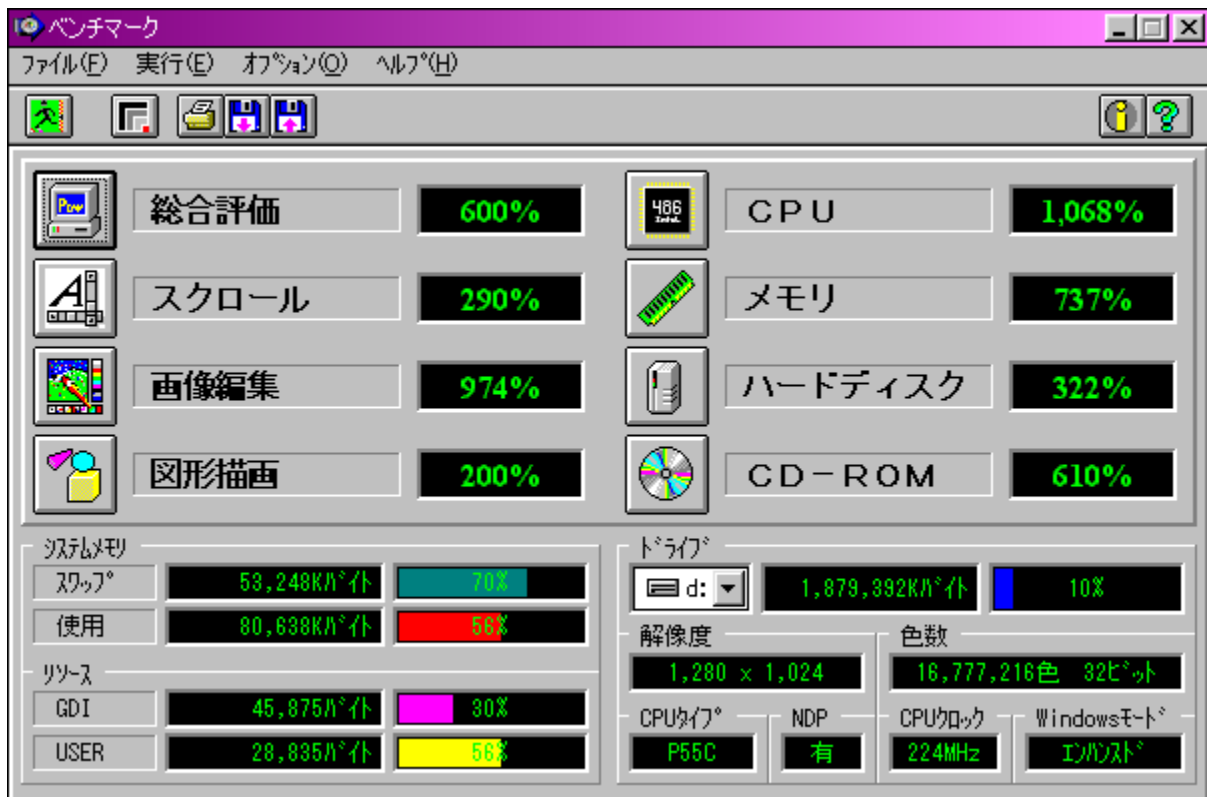 ベンチマーク
ファイル(F) 実行(E) オプション(O) ヘルプ(H)
Pow 総合評価 600%
486 Intel. CPU 1,068%
スクロール 290%
メモリ 737%
画像編集 974%
ハードディスク 322%
図形描画 200%
CD-ROM 610%
システムメモリ
スワップ 53,248Kバイト 70%
使用 80,638Kバイト 56%
リソース
GDI 45,875バイト 30%
USER 28,835バイト 56%
ドライブ
d: 1,879,392Kバイト 10%
解像度
1,280 x 1,024
色数
16,777,216色 32ビット
CPUタイプ
P55C
NDP
有
CPUクロック
224MHz
Windowsモード
エンハンスド